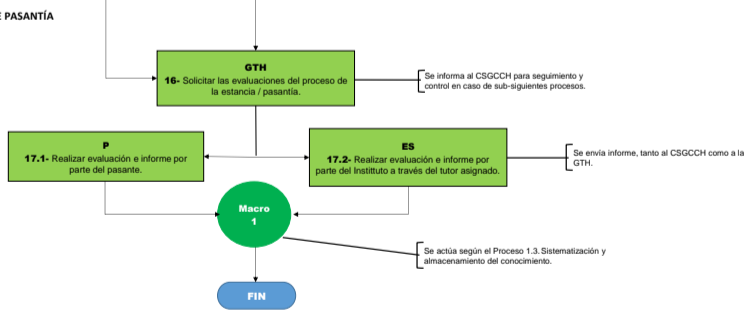 E PASANTÍA
GTH
16- Solicitar las evaluaciones del proceso de
la estancia / pasantía.
Se informa al CSGCCH para seguimiento y
control en caso de sub-siguientes procesos.
P
17.1- Realizar evaluación e informe por
parte del pasante.
ES
17.2- Realizar evaluación e informe por
parte del Instittuto a través del tutor asignado.
Se envía informe, tanto al CSGCCH como a la
GTH.
Macro
1
Se actúa según el Proceso 1.3. Sistematización y
almacenamiento del conocimiento.
FIN